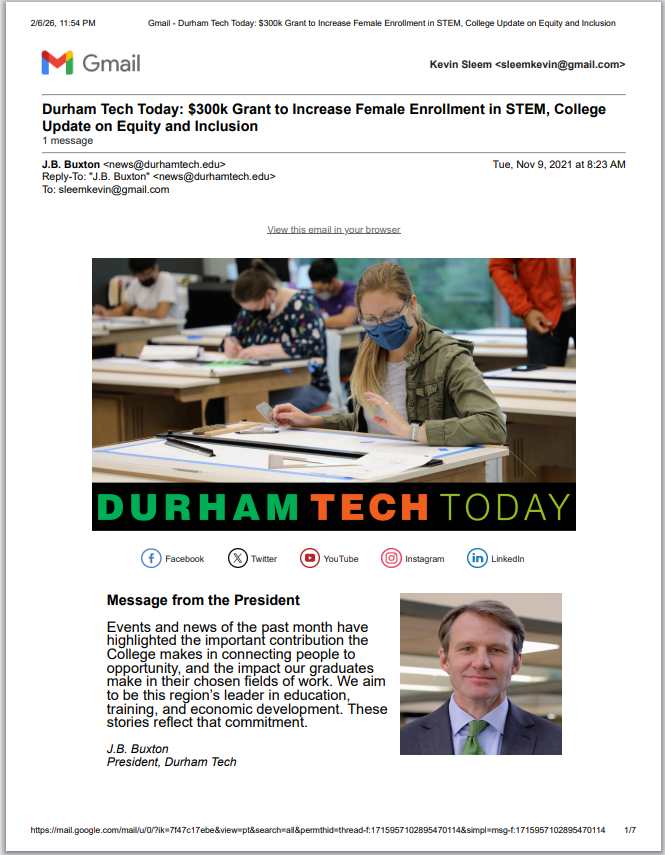 2/6/26, 11:54 PM
Gmail - Durham Tech Today: $300k Grant to Increase Female Enrollment in STEM, College Update on Equity and Inclusion
Gmail
Kevin Sleem <sleemkevin@gmail.com>
Durham Tech Today: $300k Grant to Increase Female Enrollment in STEM, College
Update on Equity and Inclusion
1 message
J.B. Buxton <news@durhamtech.edu>
Tue, Nov 9, 2021 at 8:23 AM
Reply-To: "J.B. Buxton" <news@durhamtech.edu>
To: sleemkevin@gmail.com
View this email in your browser
DURHAM TECH TODAY
Facebook
Twitter
YouTube
Instagram
LinkedIn
Message from the President
Events and news of the past month have
highlighted the important contribution the
College makes in connecting people to
opportunity, and the impact our graduates
make in their chosen fields of work. We aim
to be this region's leader in education,
training, and economic development. These
stories reflect that commitment.
J.B. Buxton
President, Durham Tech
https://mail.google.com/mail/u/0/?ik=7f47c17ebe&view=pt&search=all&permthid=thread-f:1715957102895470114&simpl=msg-f:1715957102895470114
1/7